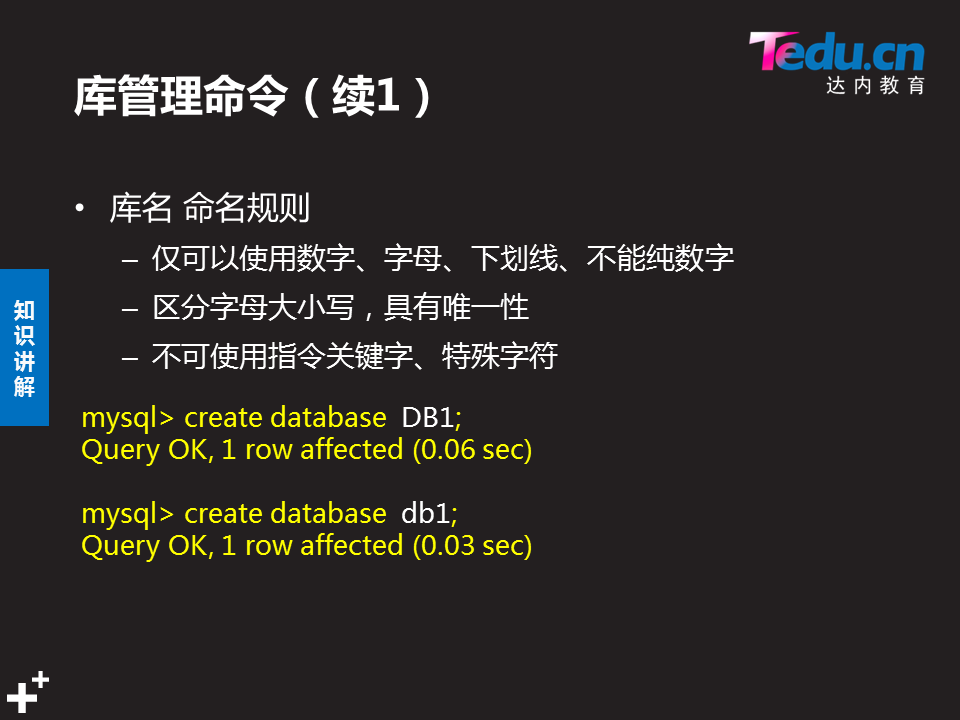 Tedu.cn
达内教育
库管理命令（续1）
• 库名 命名规则
– 仅可以使用数字、字母、下划线、不能纯数字
– 区分字母大小写，具有唯一性
– 不可使用指令关键字、特殊字符
知识讲解
mysql> create database DB1;
Query OK, 1 row affected (0.06 sec)
mysql> create database db1;
Query OK, 1 row affected (0.03 sec)